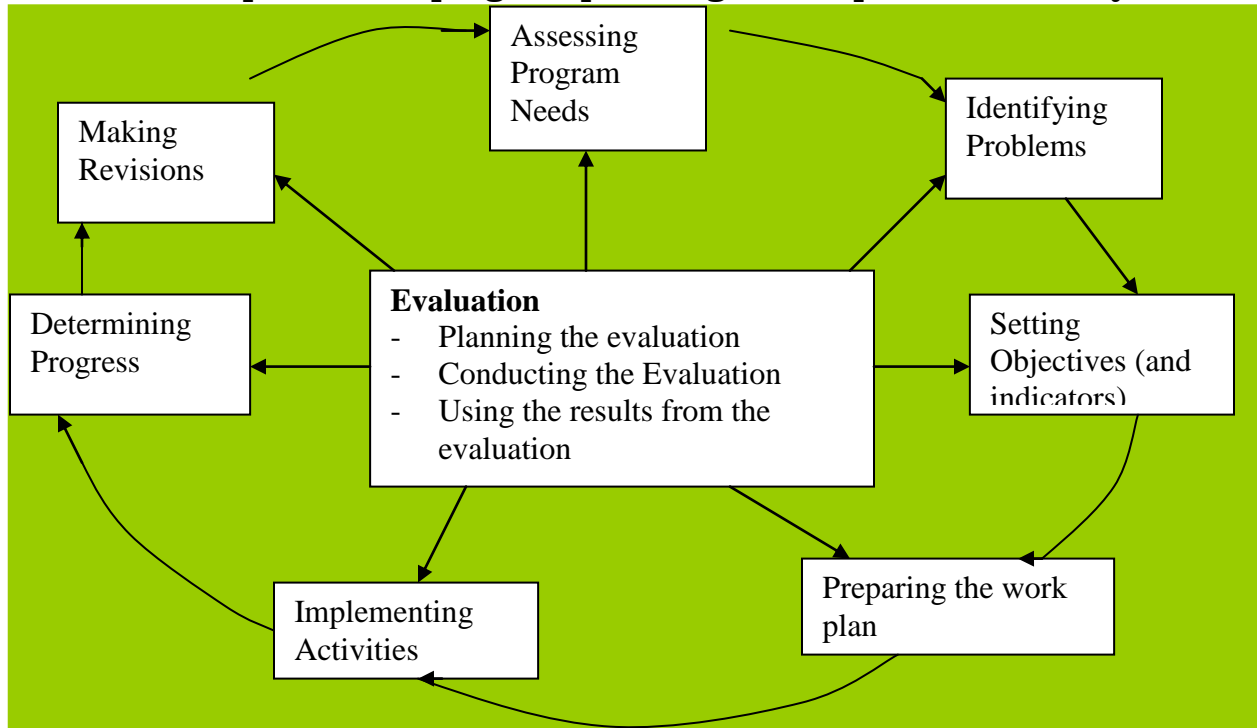 Assessing
Program
Needs
Identifying
Problems
Making
Revisions
Evaluation
- Planning the evaluation
- Conducting the Evaluation
- Using the results from the
evaluation
Setting
Objectives (and
indicators)
Determining
Progress
Preparing the work
plan
Implementing
Activities